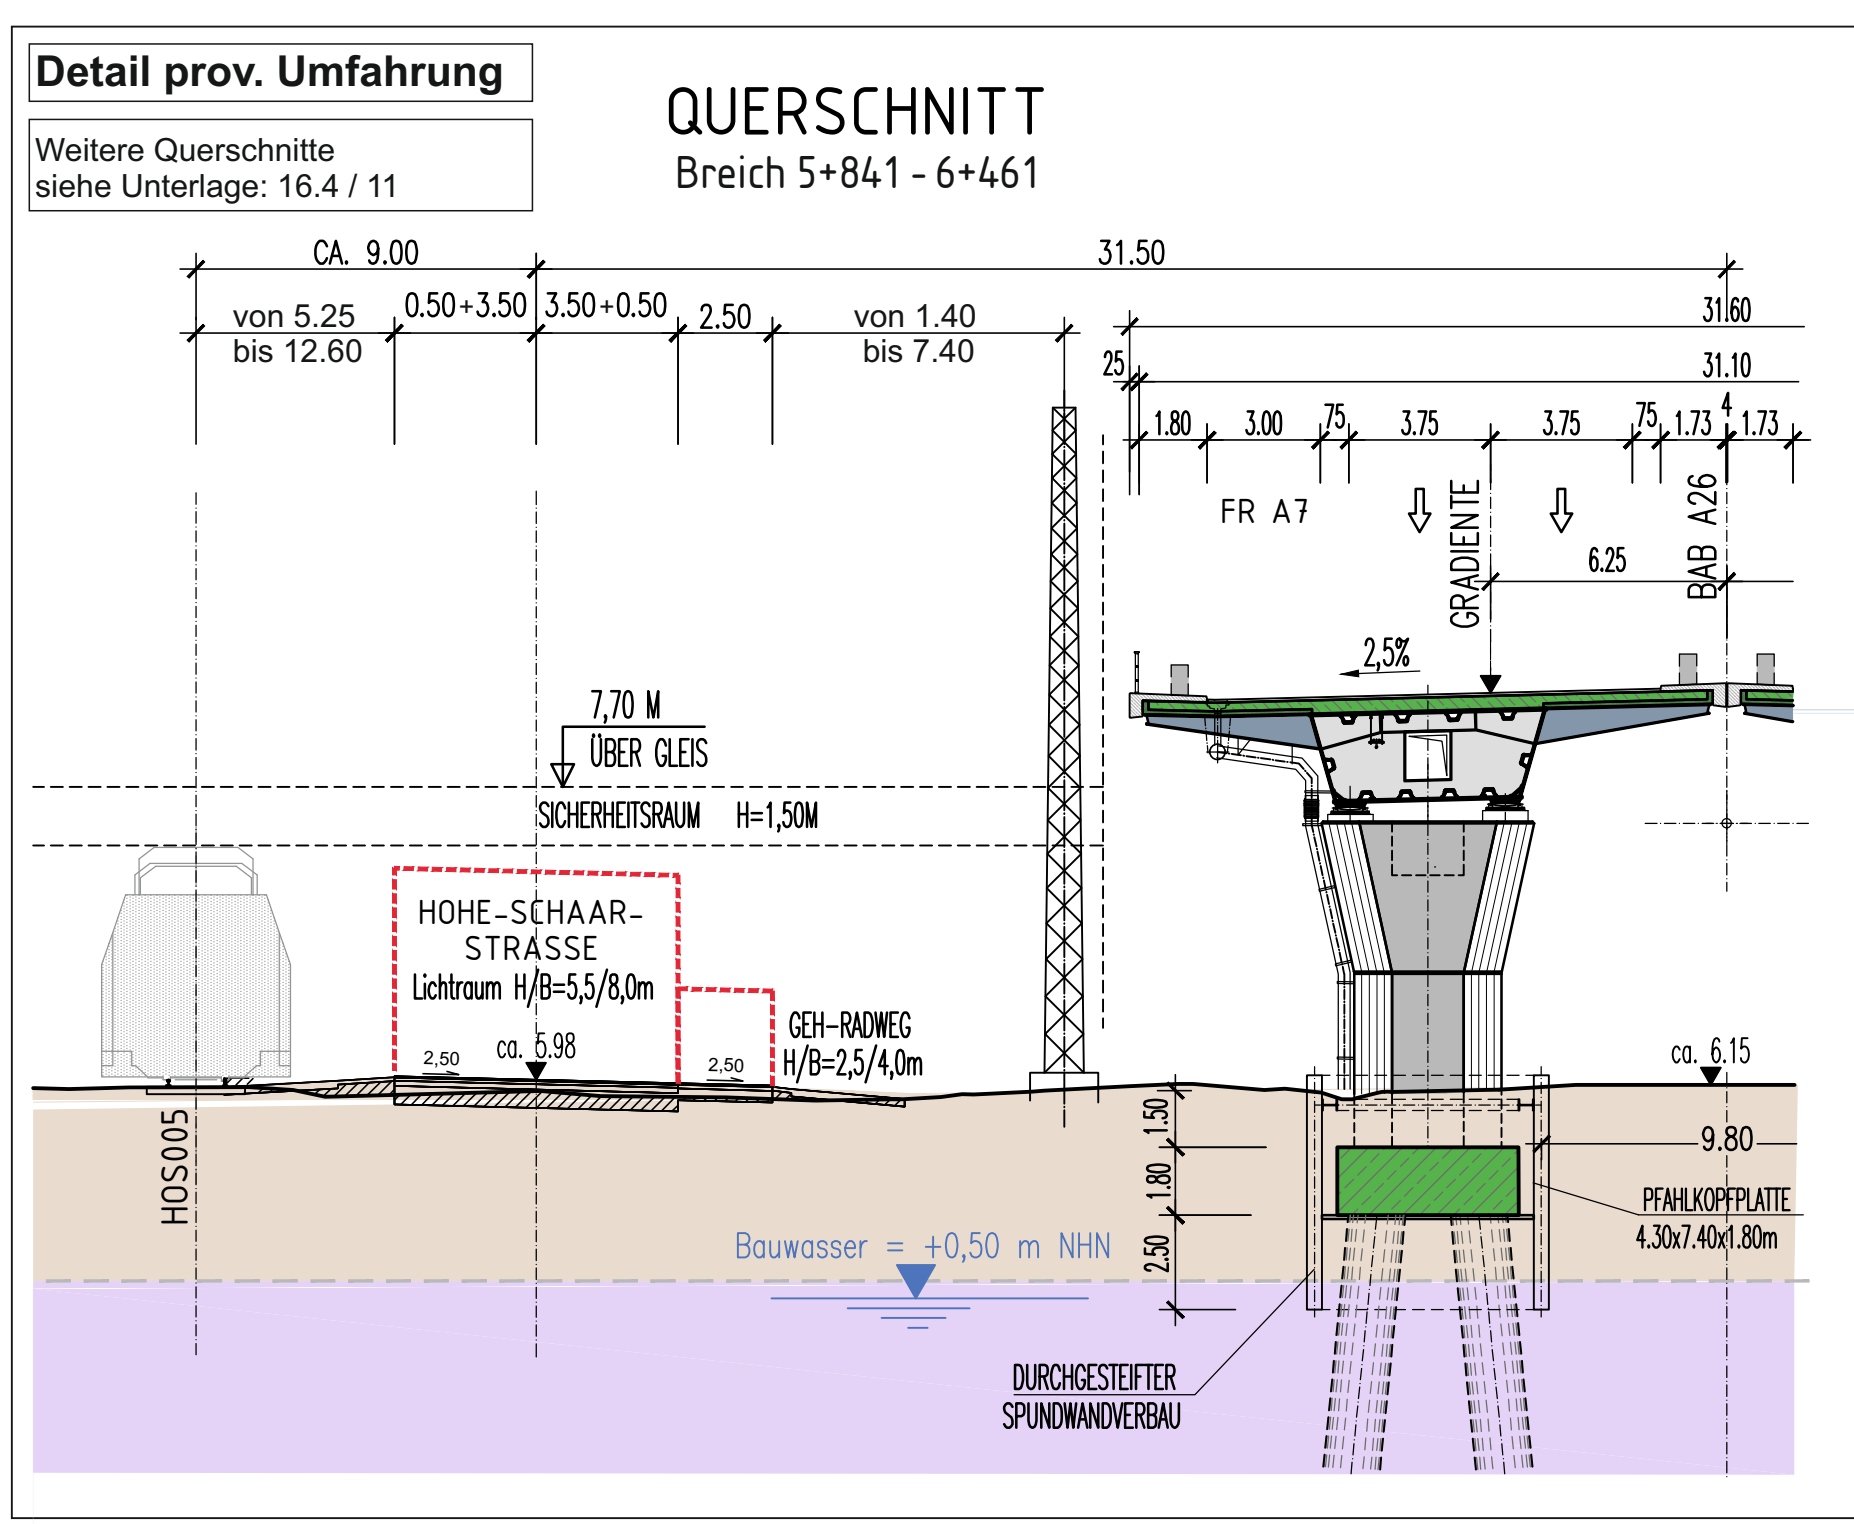 Detail prov. Umfahrung
Weitere Querschnitte
siehe Unterlage: 16.4 / 11
QUERSCHNITT
Breich 5+841 - 6+461
CA. 9.00
31.50
von 5.25
bis 12.60
0.50+3.50
3.50+0.50
2.50
von 1.40
bis 7.40
31.60
25
31.10
1.80
3.00
75
3.75
3.75
75
1.73
4
1.73
FR A7
GRADIENTE
BAB A26
6.25
2,5%
7,70 M
ÜBER GLEIS
SICHERHEITSRAUM H=1,50M
HOHE-SCHAAR-
STRASSE
Lichtraum H/B=5,5/8,0m
2,50
ca. 5.98
2,50
GEH-RADWEG
H/B=2,5/4,0m
ca. 6.15
HOS005
1.50
1.80
2.50
9.80
PFAHLKOPFPLATTE
4.30x7.40x1.80m
Bauwasser = +0,50 m NHN
DURCHGESTEIFTER
SPUNDWANDVERBAU